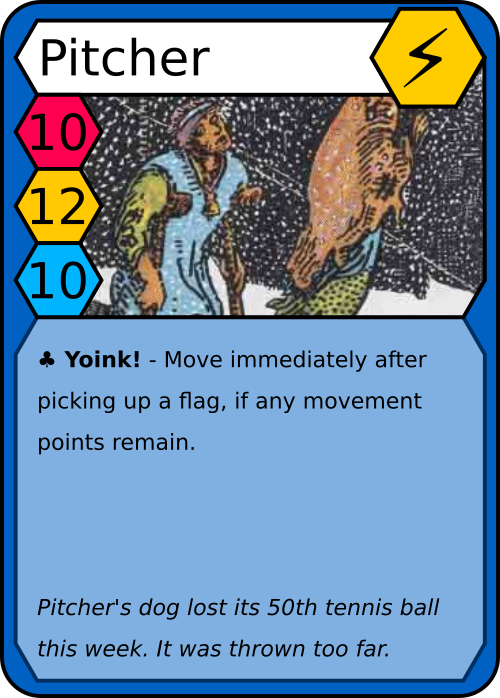 Pitcher
10
12
10
♣ Yoink! - Move immediately after
picking up a flag, if any movement
points remain.
Pitcher's dog lost its 50th tennis ball
this week. It was thrown too far.